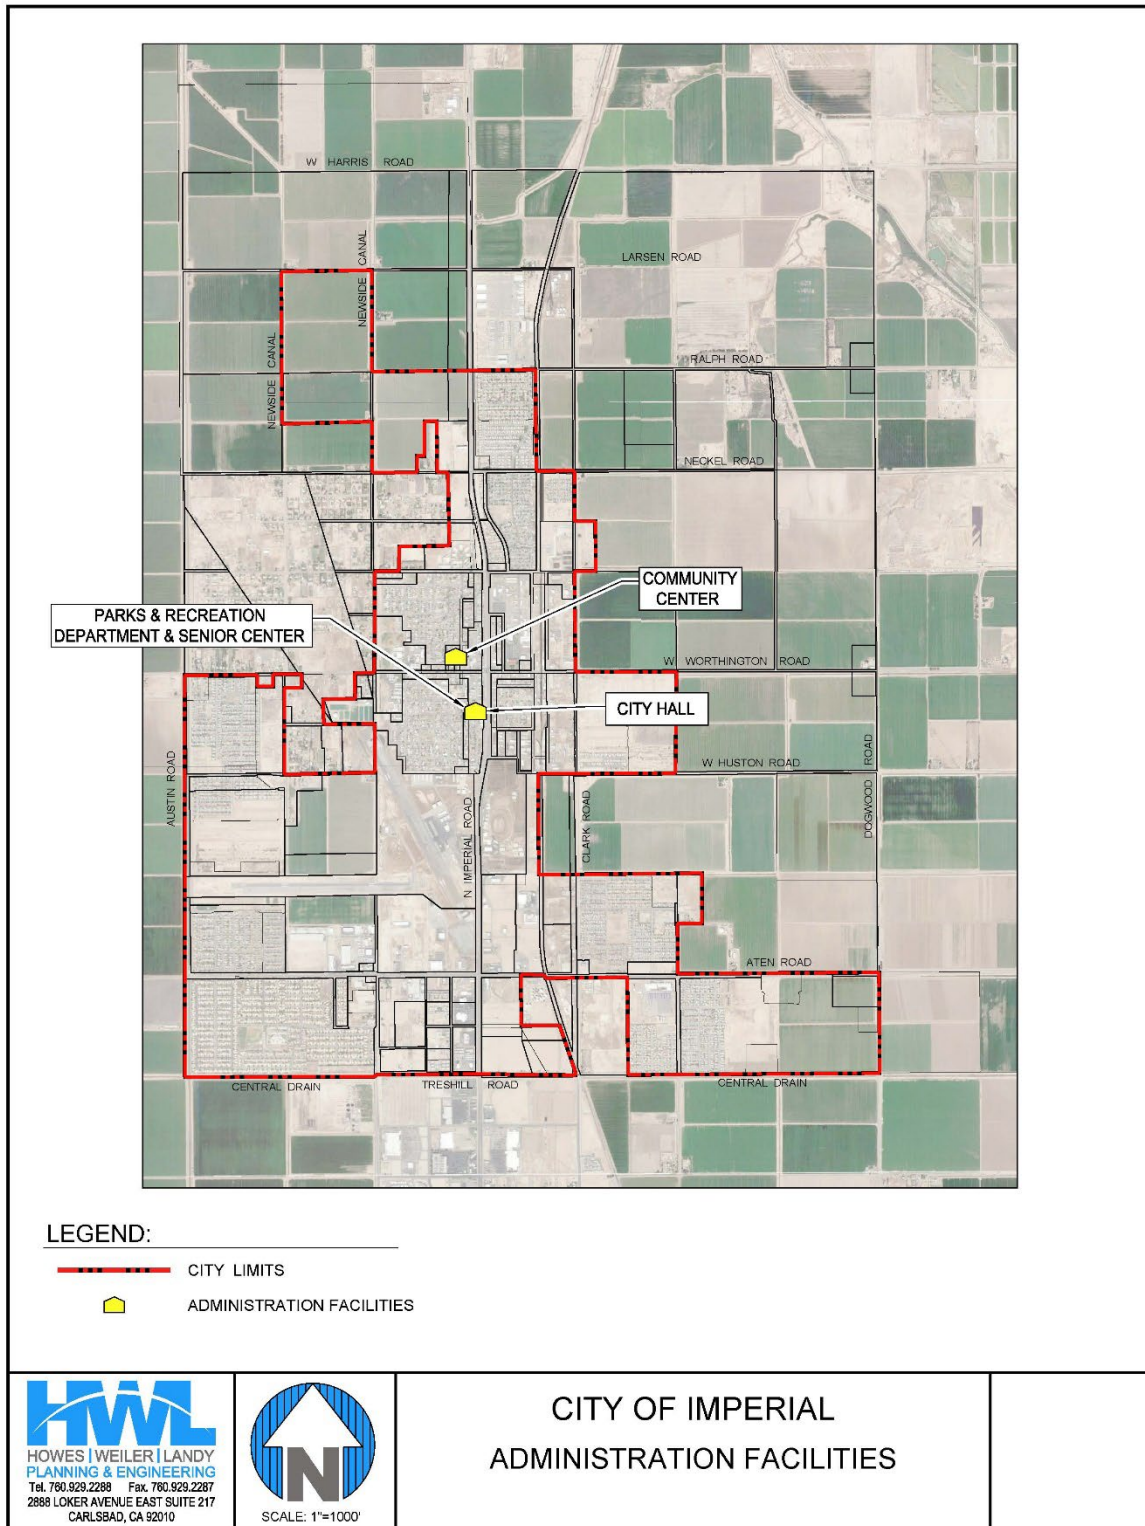 W HARRIS ROAD
LARSEN ROAD
NEWSIDE CANAL
NEWSIDE CANAL
RALPH ROAD
NECKEL ROAD
COMMUNITY
CENTER
PARKS & RECREATION
DEPARTMENT & SENIOR CENTER
W WORTHINGTON ROAD
CITY HALL
AUSTIN ROAD
W HUSTON ROAD
DOGWOOD ROAD
N IMPERIAL ROAD
CLARK ROAD
ATEN ROAD
CENTRAL DRAIN
TRESHILL ROAD
CENTRAL DRAIN
LEGEND:
CITY LIMITS
ADMINISTRATION FACILITIES
HWL
HOWES | WEILER | LANDY
PLANNING & ENGINEERING
Tel. 760.929.2288 Fax. 760.929.2287
2888 LOKER AVENUE EAST SUITE 217
CARLSBAD, CA 92010
N
SCALE: 1"=1000'
CITY OF IMPERIAL
ADMINISTRATION FACILITIES